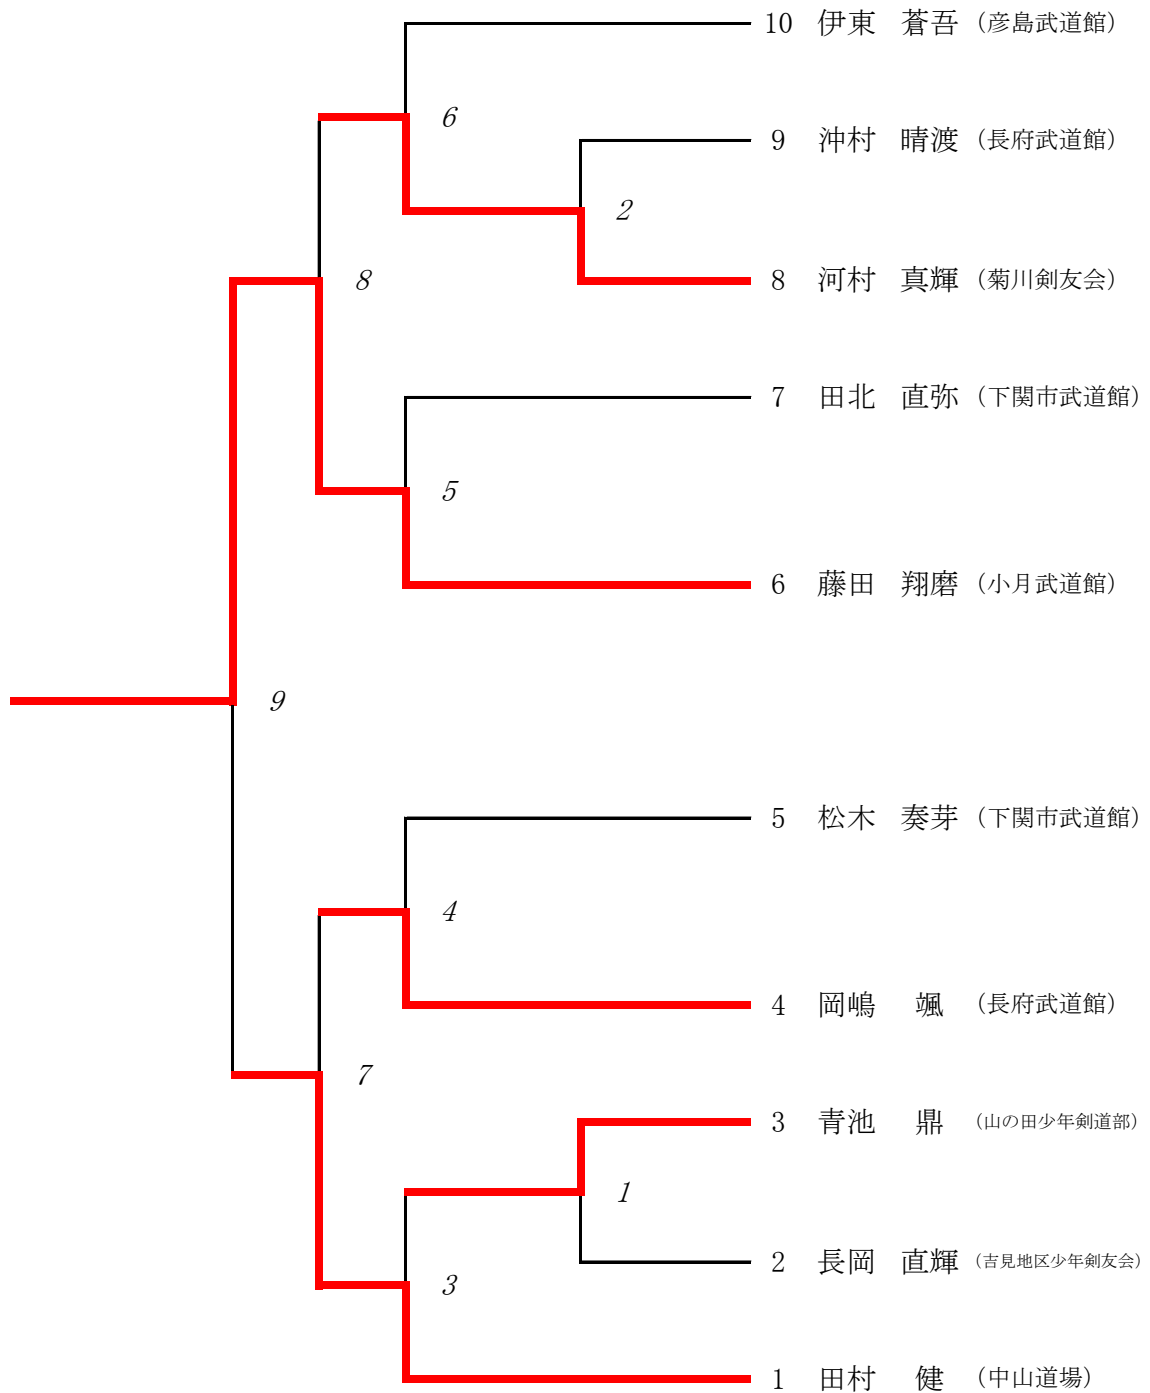 10 伊東 蒼吾 （彦島武道館）
6
9 沖村 晴渡 （長府武道館）
2
8 河村 真輝 （菊川剣友会）
8
7 田北 直弥 （下関市武道館）
5
6 藤田 翔磨 （小月武道館）
9
5 松木 奏芽 （下関市武道館）
4
4 岡嶋 颯 （長府武道館）
7
3 青池 鼎 （山の田少年剣道部）
1
2 長岡 直輝 （吉見地区少年剣友会）
3
1 田村 健 （中山道場）